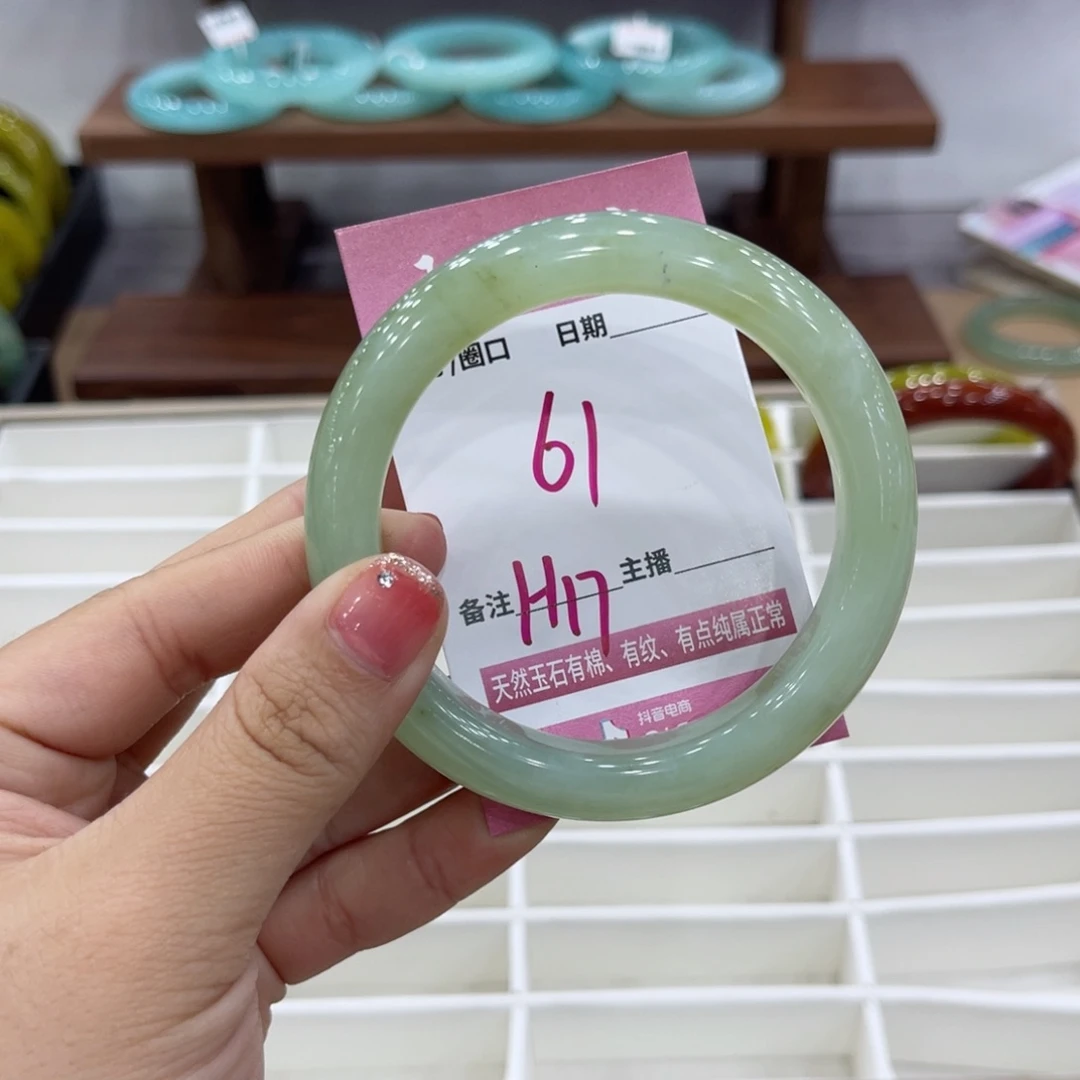 /圈口 日期
61
备注 H17 主播
天然玉石有棉、有纹、有点纯属正常
抖音电商